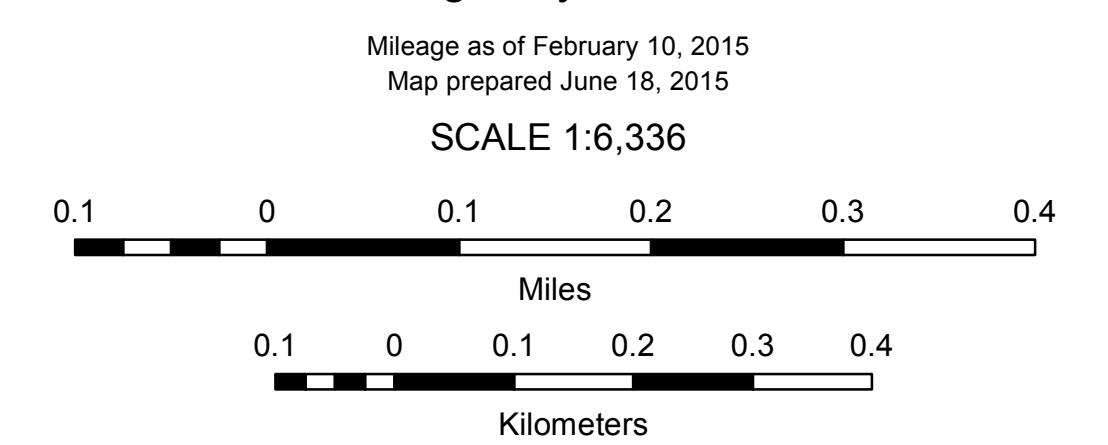 Mileage as of February 10, 2015
Map prepared June 18, 2015
SCALE 1:6,336
0.1 0 0.1 0.2 0.3 0.4
Miles
0.1 0 0.1 0.2 0.3 0.4
Kilometers